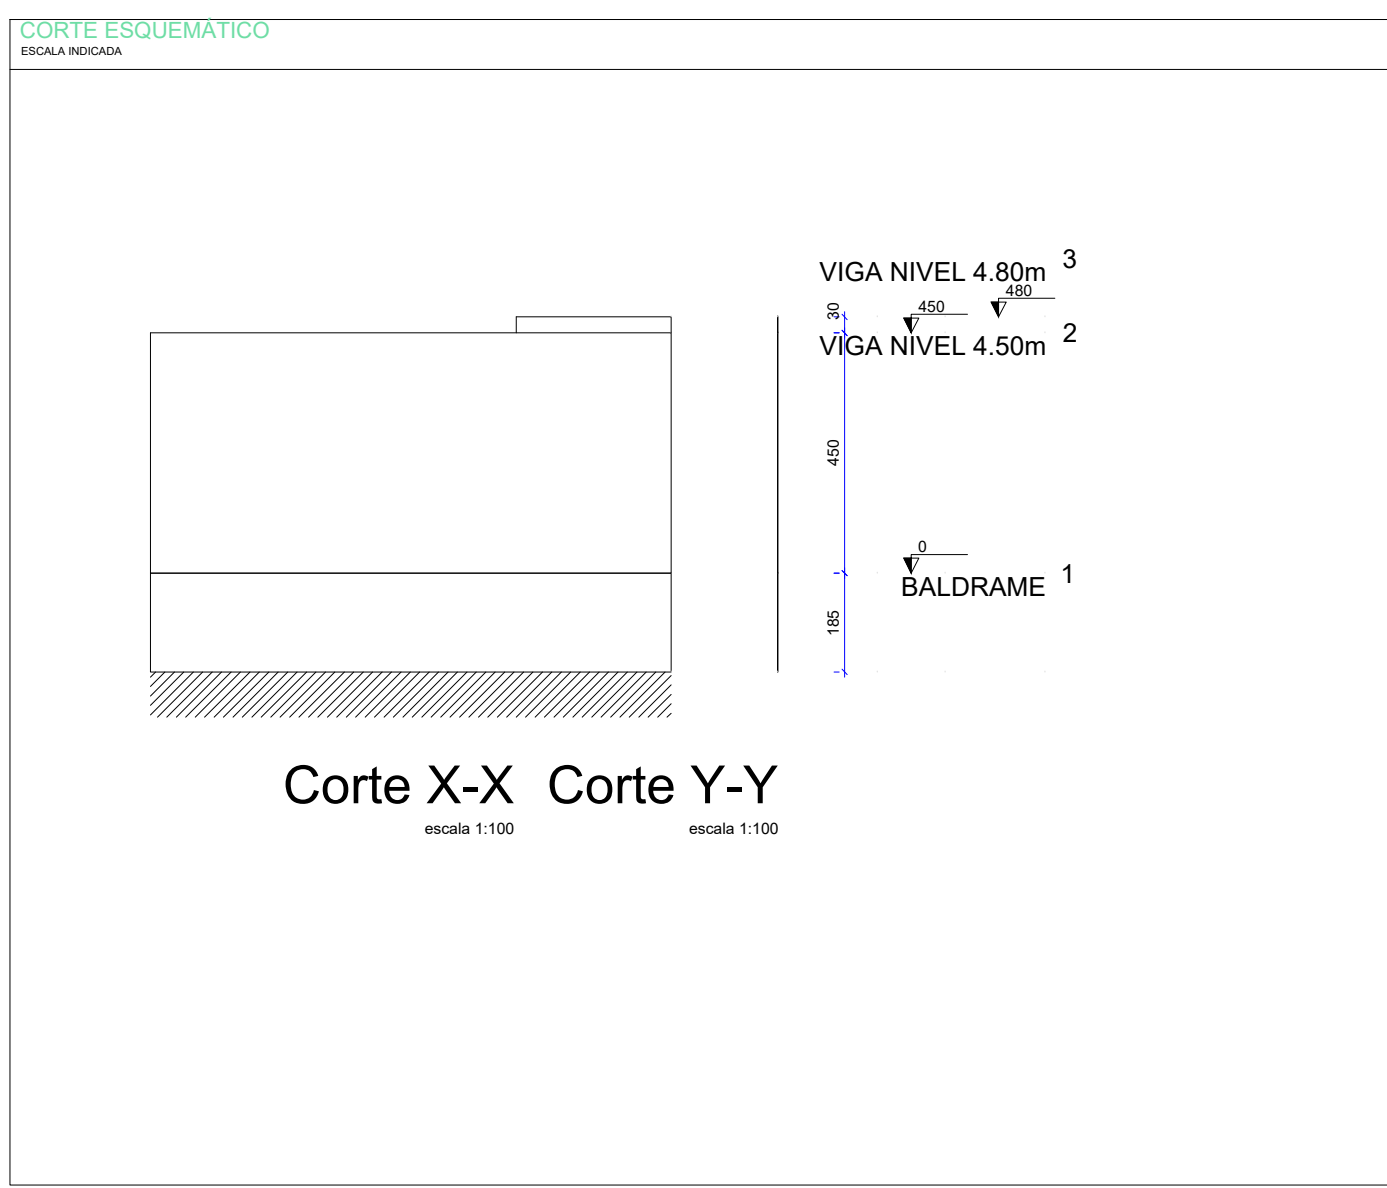 CORTE ESQUEMÁTICO
ESCALA INDICADA
VIGA NIVEL 4.80m 3
480
30
450
VIGA NIVEL 4.50m 2
450
0
BALDRAME 1
185
Corte X-X Corte Y-Y
escala 1:100 escala 1:100